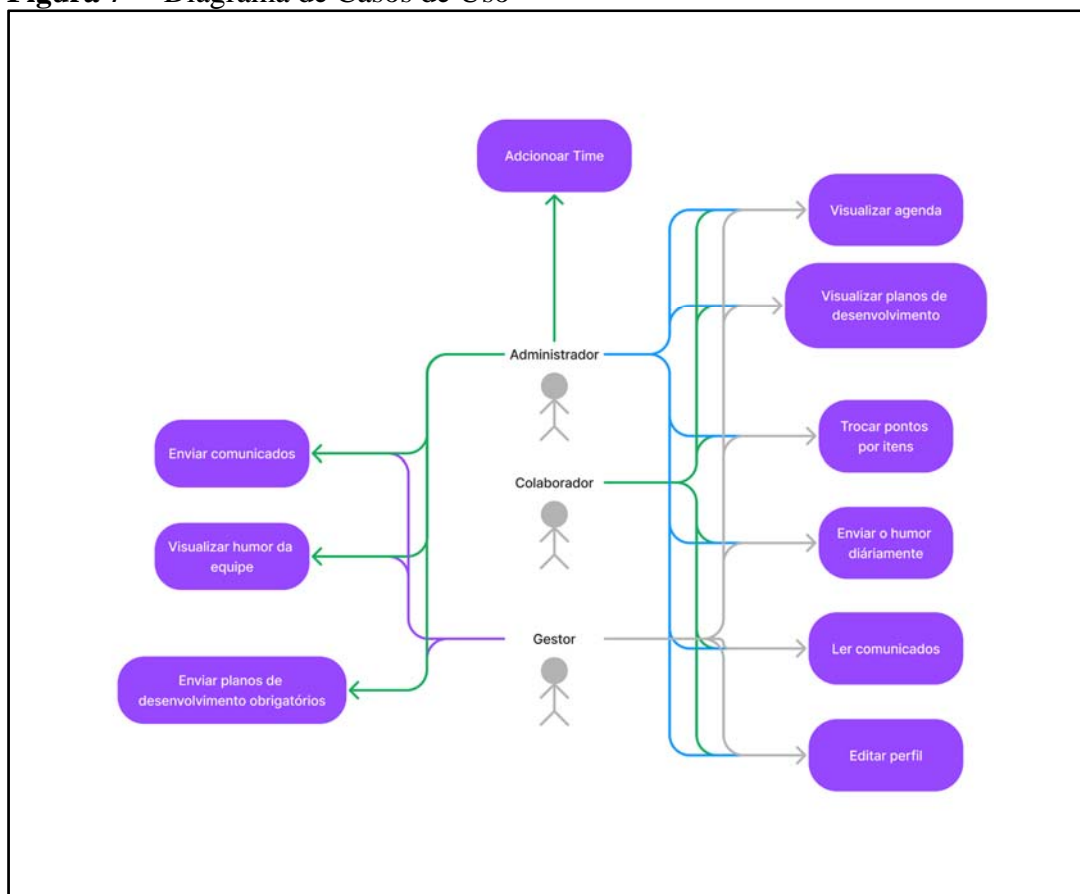 Figura 7 – Diagrama de Casos de Uso
Adcionoar Time
Visualizar agenda
Visualizar planos de
desenvolvimento
Administrador
Trocar pontos
por itens
Enviar comunicados
Colaborador
Enviar o humor
diáriamente
Visualizar humor da
equipe
Gestor
Ler comunicados
Enviar planos de
desenvolvimento obrigatórios
Editar perfil